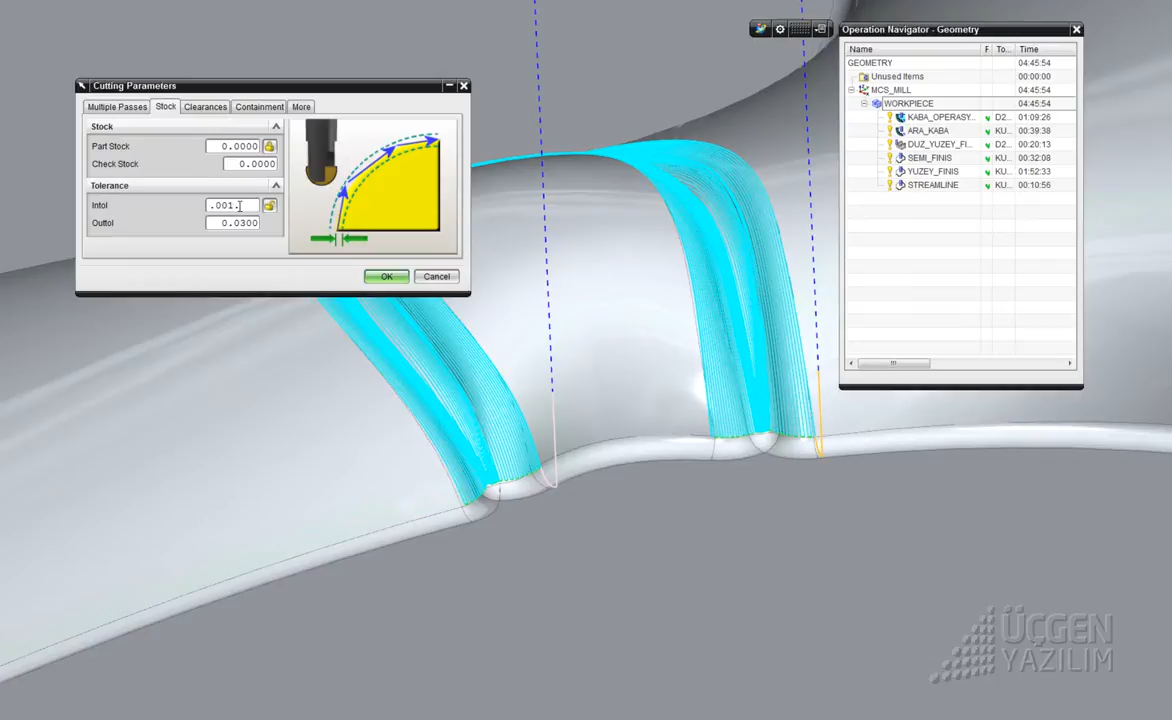 Cutting Parameters
Multiple Passes
Stock
Clearances
Containment
More
Stock
Part Stock
0.0000
Check Stock
0.0000
Tolerance
Intol
.001.
Outtol
0.0300
OK
Cancel
Operation Navigator - Geometry
Name F To... Time
GEOMETRY 04:45:54
Unused Items 00:00:00
MCS_MILL 04:45:54
WORKPIECE 04:45:54
KABA_OPERASY... D2... 01:09:26
ARA_KABA KU... 00:39:38
DUZ_YUZEY_FI... D2... 00:20:13
SEMI_FINIS KU... 00:32:08
YUZEY_FINIS KU... 01:52:33
STREAMLINE KU... 00:10:56
ÜÇGEN
YAZILIM